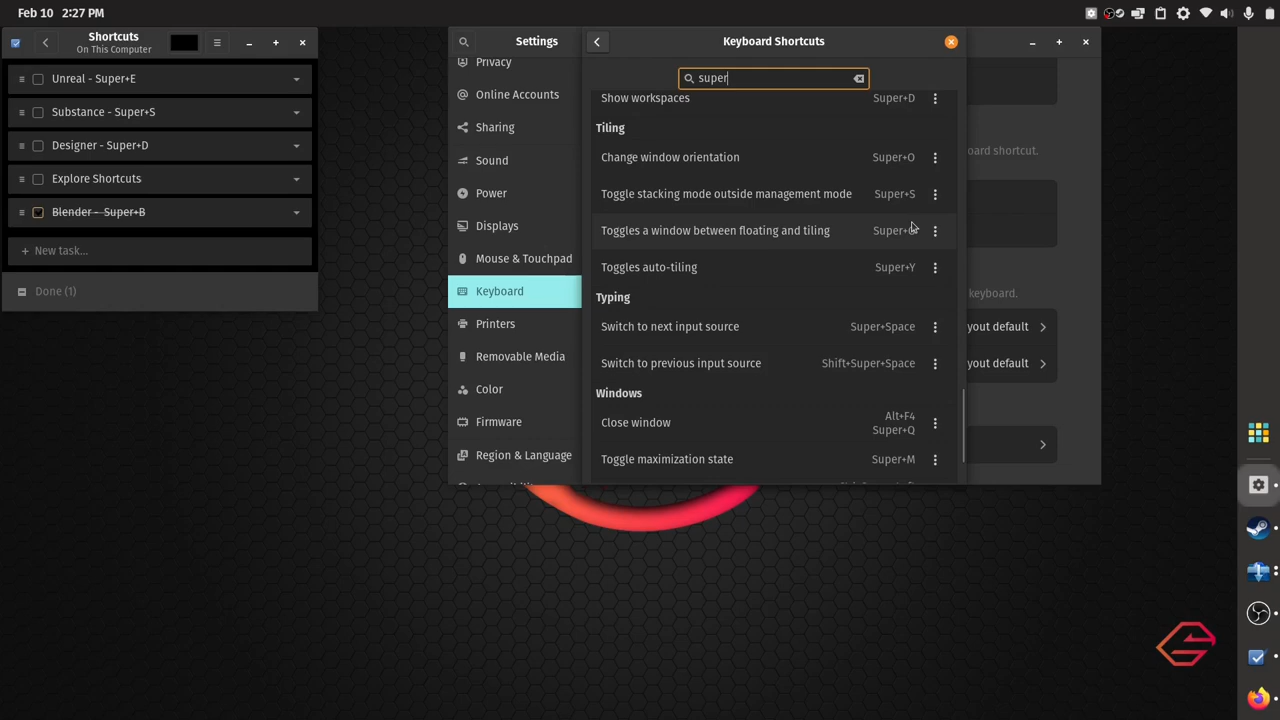 Feb 10 2:27 PM
Shortcuts
On This Computer
Unreal - Super+E
Substance - Super+S
Designer - Super+D
Explore Shortcuts
Blender - Super+B
New task...
Done (1)
Settings
Privacy
Online Accounts
Sharing
Sound
Power
Displays
Mouse & Touchpad
Keyboard
Printers
Removable Media
Color
Firmware
Region & Language
Keyboard Shortcuts
super
Show workspaces Super+D
Tiling
Change window orientation Super+O
Toggle stacking mode outside management mode Super+S
Toggles a window between floating and tiling
Toggles auto-tiling Super+Y
Typing
Switch to next input source Super+Space
Switch to previous input source Shift+Super+Space
Windows
Close window Alt+F4
Super+Q
Toggle maximization state Super+M
board shortcut.
keyboard.
yout default
yout default